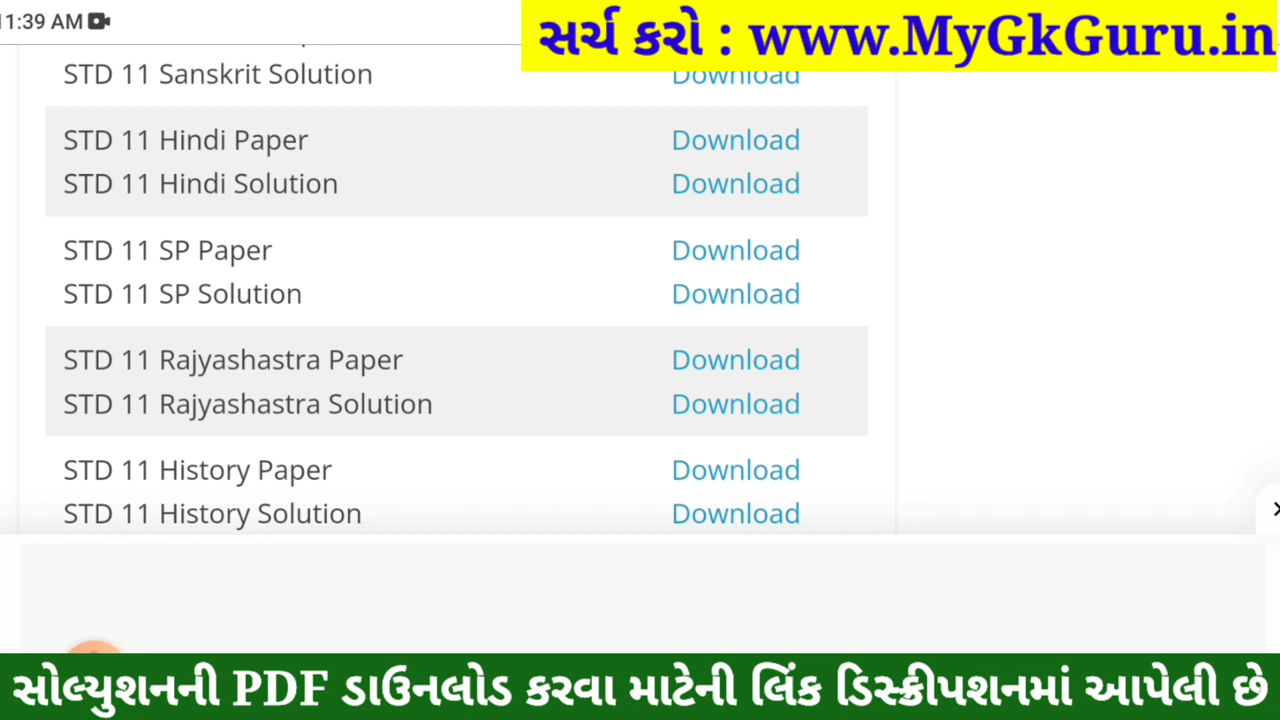 11:39 AM
સર્ચ કરો : www.MyGkGuru.in
STD 11 Sanskrit Solution Download
STD 11 Hindi Paper Download
STD 11 Hindi Solution Download
STD 11 SP Paper Download
STD 11 SP Solution Download
STD 11 Rajyashastra Paper Download
STD 11 Rajyashastra Solution Download
STD 11 History Paper Download
STD 11 History Solution Download
સોલ્યુશનની PDF ડાઉનલોડ કરવા માટેની લિંક ડિસ્ક્રીપશનમાં આપેલી છે